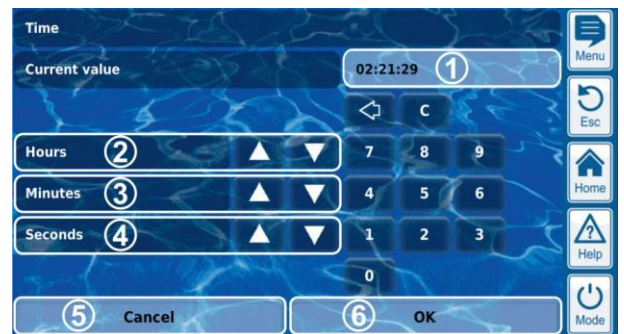 Time
Current value 02:21:29 1
C
Hours 2 7 8 9
Minutes 3 4 5 6
Seconds 4 1 2 3
0
5 Cancel 6 OK
Menu
Esc
Home
? Help
Mode